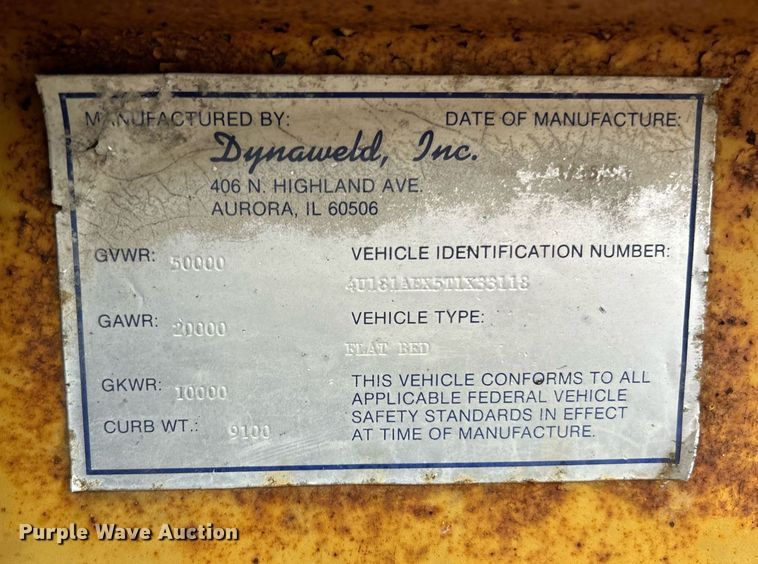 MANUFACTURED BY: DATE OF MANUFACTURE:
Dynaweld, Inc.
406 N. HIGHLAND AVE.
AURORA, IL 60506
GVWR: 50000 VEHICLE IDENTIFICATION NUMBER:
4U181AEX5T1X38118
GAWR: 20000 VEHICLE TYPE:
FLAT BED
GKWR: 10000 THIS VEHICLE CONFORMS TO ALL
APPLICABLE FEDERAL VEHICLE
CURB WT.: 9100 SAFETY STANDARDS IN EFFECT
AT TIME OF MANUFACTURE.
Purple Wave Auction